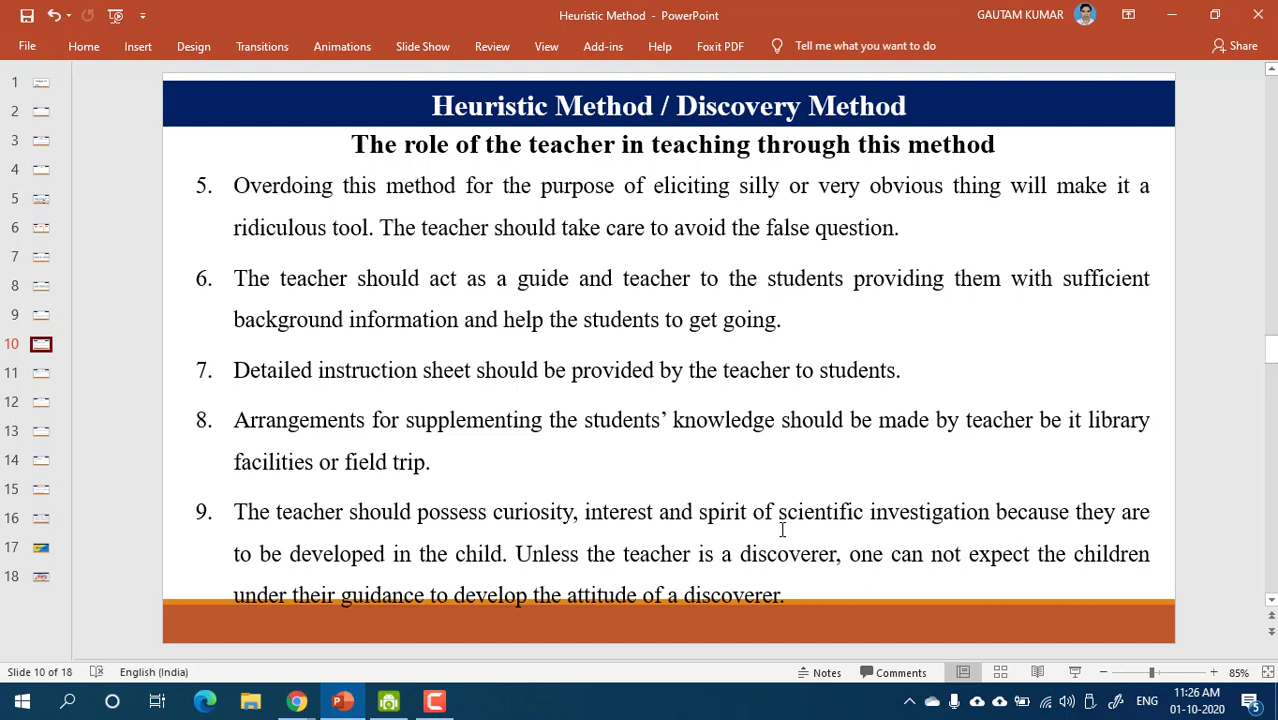 Heuristic Method - PowerPoint
GAUTAM KUMAR
File Home Insert Design Transitions Animations Slide Show Review View Add-ins Help Foxit PDF Tell me what you want to do Share
1
2
3
4
5
6
7
8
9
10
11
12
13
14
15
16
17
18
Heuristic Method / Discovery Method
The role of the teacher in teaching through this method
5. Overdoing this method for the purpose of eliciting silly or very obvious thing will make it a
ridiculous tool. The teacher should take care to avoid the false question.
6. The teacher should act as a guide and teacher to the students providing them with sufficient
background information and help the students to get going.
7. Detailed instruction sheet should be provided by the teacher to students.
8. Arrangements for supplementing the students’ knowledge should be made by teacher be it library
facilities or field trip.
9. The teacher should possess curiosity, interest and spirit of scientific investigation because they are
to be developed in the child. Unless the teacher is a discoverer, one can not expect the children
under their guidance to develop the attitude of a discoverer.
Slide 10 of 18 English (India) Notes Comments 85%
ENG
11:26 AM
01-10-2020
5